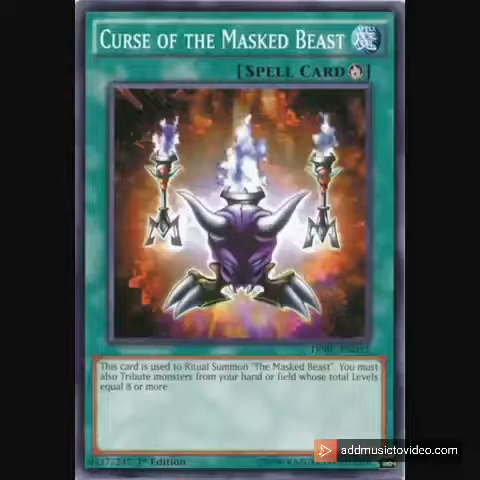 CURSE OF THE MASKED BEAST
[SPELL CARD]
This card is used to Ritual Summon "The Masked Beast". You must
also Tribute monsters from your hand or field whose total Levels
equal 8 or more
1st Edition
addmusictovideo.com